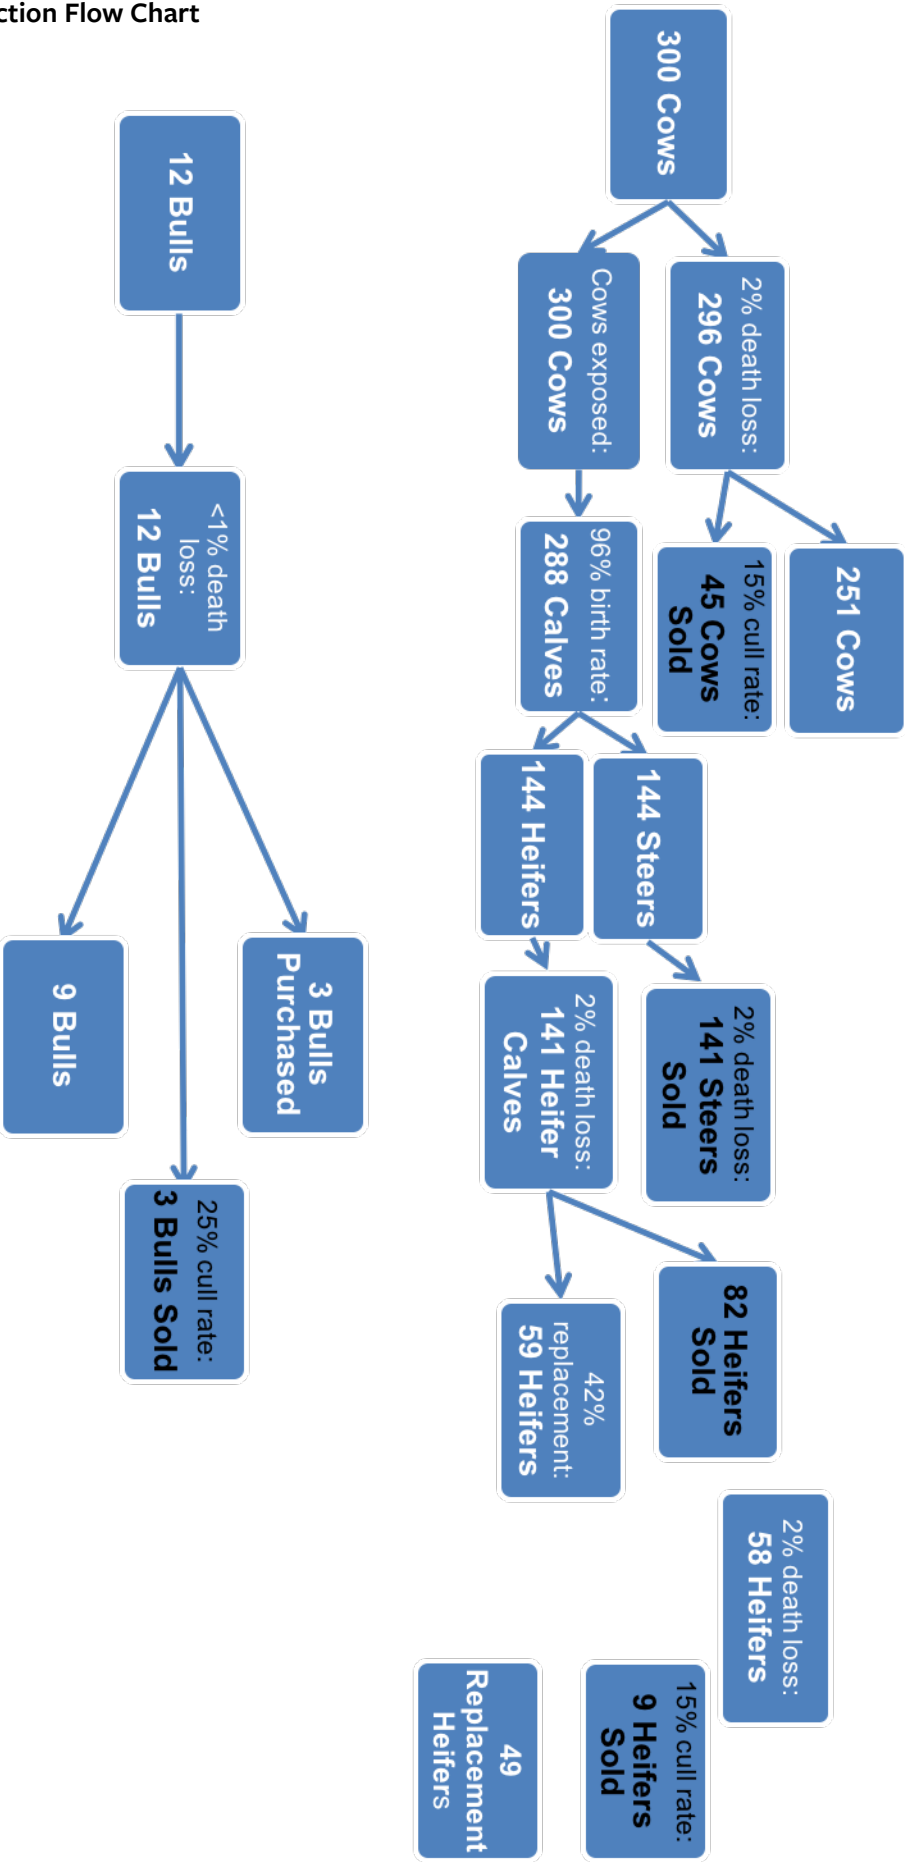 ction Flow Chart
300 Cows
2% death loss:
296 Cows
Cows exposed:
300 Cows
251 Cows
15% cull rate:
45 Cows
Sold
96% birth rate:
288 Calves
144 Steers
144 Heifers
2% death loss:
141 Steers
Sold
2% death loss:
141 Heifer
Calves
82 Heifers
Sold
42%
replacement:
59 Heifers
2% death loss:
58 Heifers
15% cull rate:
9 Heifers
Sold
49
Replacement
Heifers
12 Bulls
<1% death
loss:
12 Bulls
3 Bulls
Purchased
25% cull rate:
3 Bulls Sold
9 Bulls